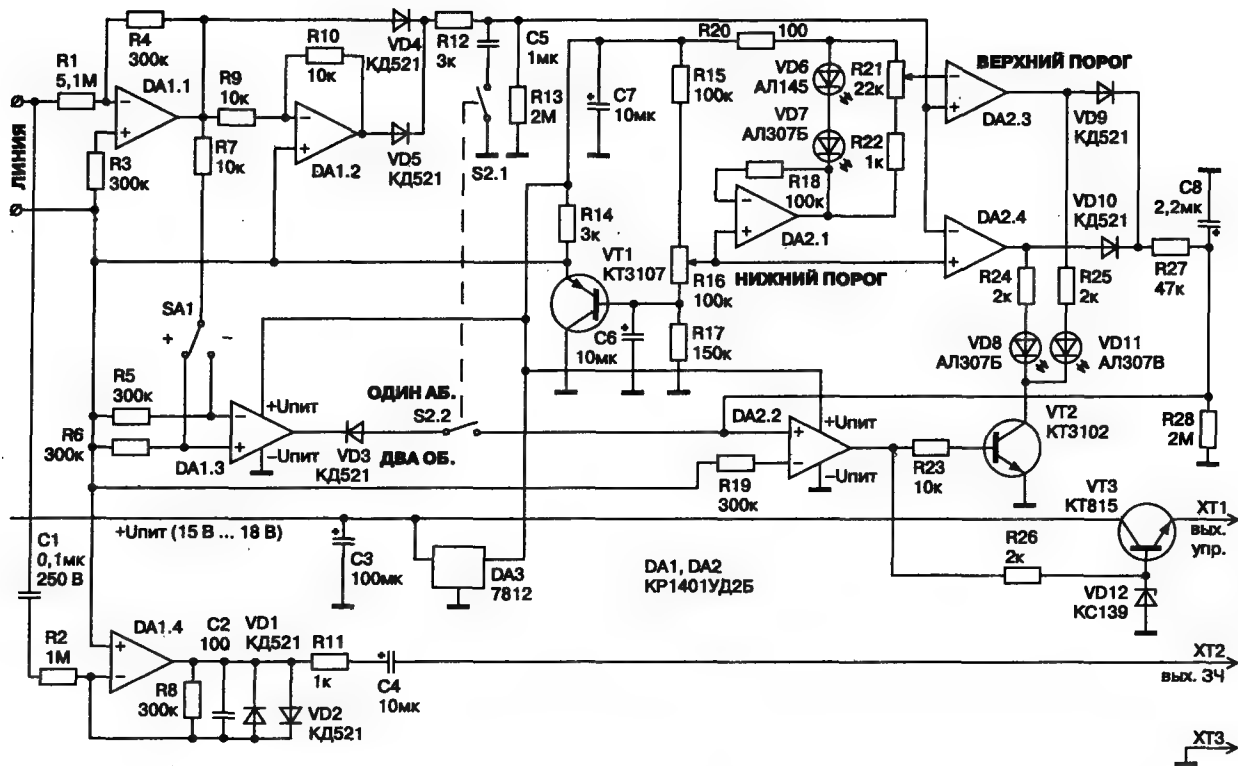 R4
300к
R1
5,1М
DA1.1
R9
10к
R10
10к
DA1.2
VD4
КД521
R12
3к
VD5
КД521
C5
1мк
R13
2М
S2.1
C7
10мк
R20
100
R15
100к
VD6
АЛ145
VD7
АЛ307Б
R21
22к
R22
1к
ВЕРХНИЙ ПОРОГ
DA2.3
VD9
КД521
ЛИНИЯ
R3
300к
R7
10к
R14
3к
VT1
КТ3107
R18
100к
DA2.1
R16
100к
НИЖНИЙ ПОРОГ
DA2.4
VD10
КД521
C8
2,2мк
R27
47к
R24
2к
R25
2к
SA1
+
−
C6
10мк
R17
150к
VD8
АЛ307Б
VD11
АЛ307В
R5
300к
R6
300к
DA1.3
+Uпит
−Uпит
VD3
КД521
ОДИН АБ.
S2.2
ДВА ОБ.
DA2.2
+Uпит
−Uпит
R19
300к
R23
10к
VT2
КТ3102
R28
2М
VT3
КТ815
XT1
вых.
упр.
+Uпит (15 В ... 18 В)
C1
0,1мк
250 В
C3
100мк
DA3
7812
DA1, DA2
КР1401УД2Б
R26
2к
VD12
КС139
R2
1М
DA1.4
R8
300к
C2
100
VD1
КД521
VD2
КД521
R11
1к
C4
10мк
XT2
вых. ЗЧ
XT3